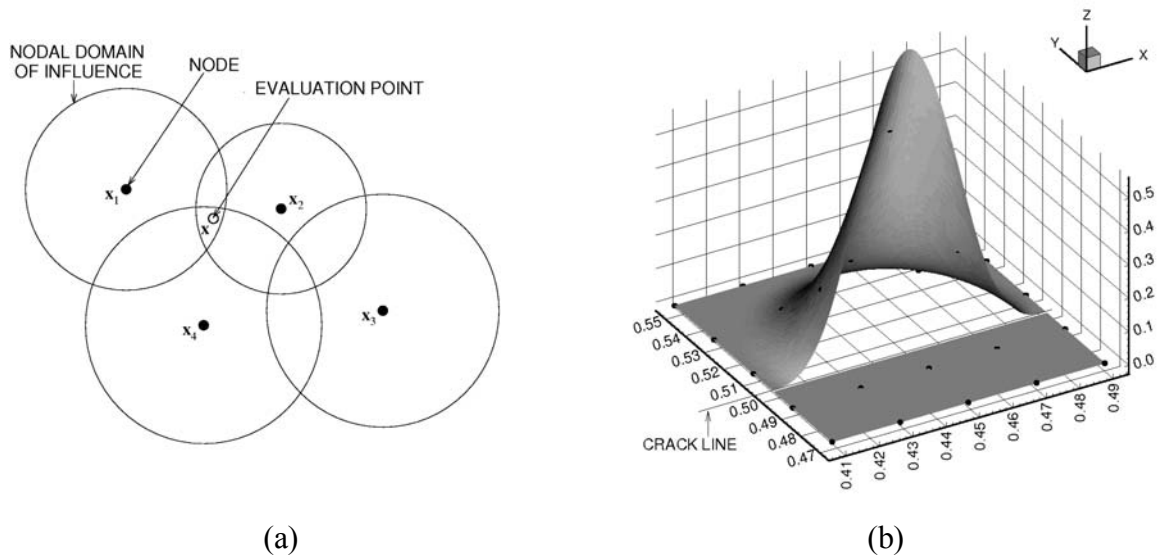 NODAL DOMAIN
OF INFLUENCE
NODE
EVALUATION POINT
x1
x2
x
x3
x4
(a)
Z
Y
X
0.5
0.4
0.3
0.2
0.1
0.0
0.55
0.54
0.53
0.52
0.51
0.50
0.49
0.48
0.47
0.41
0.42
0.43
0.44
0.45
0.46
0.47
0.48
0.49
CRACK LINE
(b)